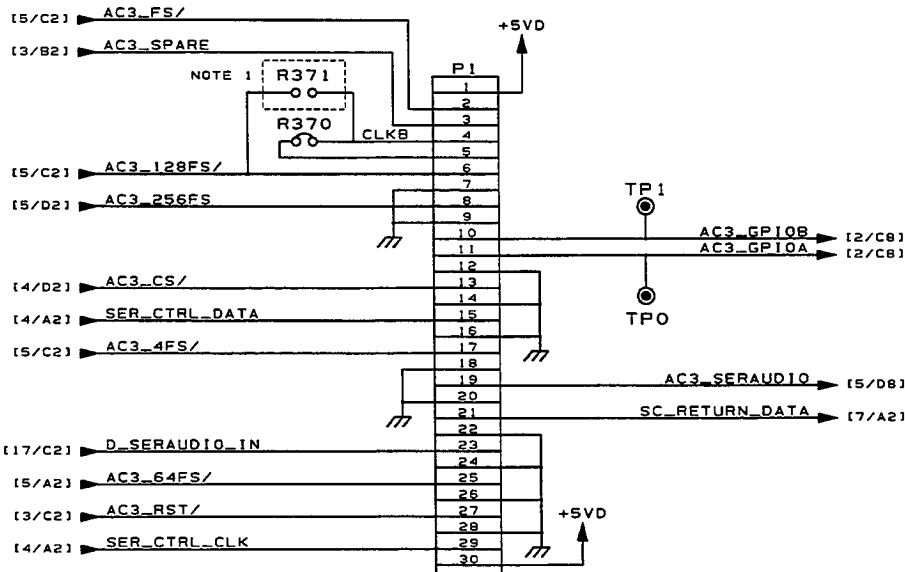 [5/C2] AC3_FS/
+5VD
[3/B2] AC3_SPARE
P1
NOTE 1 R371
1
2
R370
3
CLKB 4
5
[5/C2] AC3_128FS/ 6
7
[5/D2] AC3_256FS 8
TP1
9
10 AC3_GPIOB [2/C8]
11 AC3_GPIOA [2/C8]
12
[4/D2] AC3_CS/ 13
14
TP0
[4/A2] SER_CTRL_DATA 15
16
[5/C2] AC3_4FS/ 17
18
19 AC3_SERAUDIO [5/D8]
20
21 SC_RETURN_DATA [7/A2]
22
[17/C2] D_SERAUDIO_IN 23
24
[5/A2] AC3_64FS/ 25
26
[3/C2] AC3_RST/ 27
+5VD
28
[4/A2] SER_CTRL_CLK 29
30